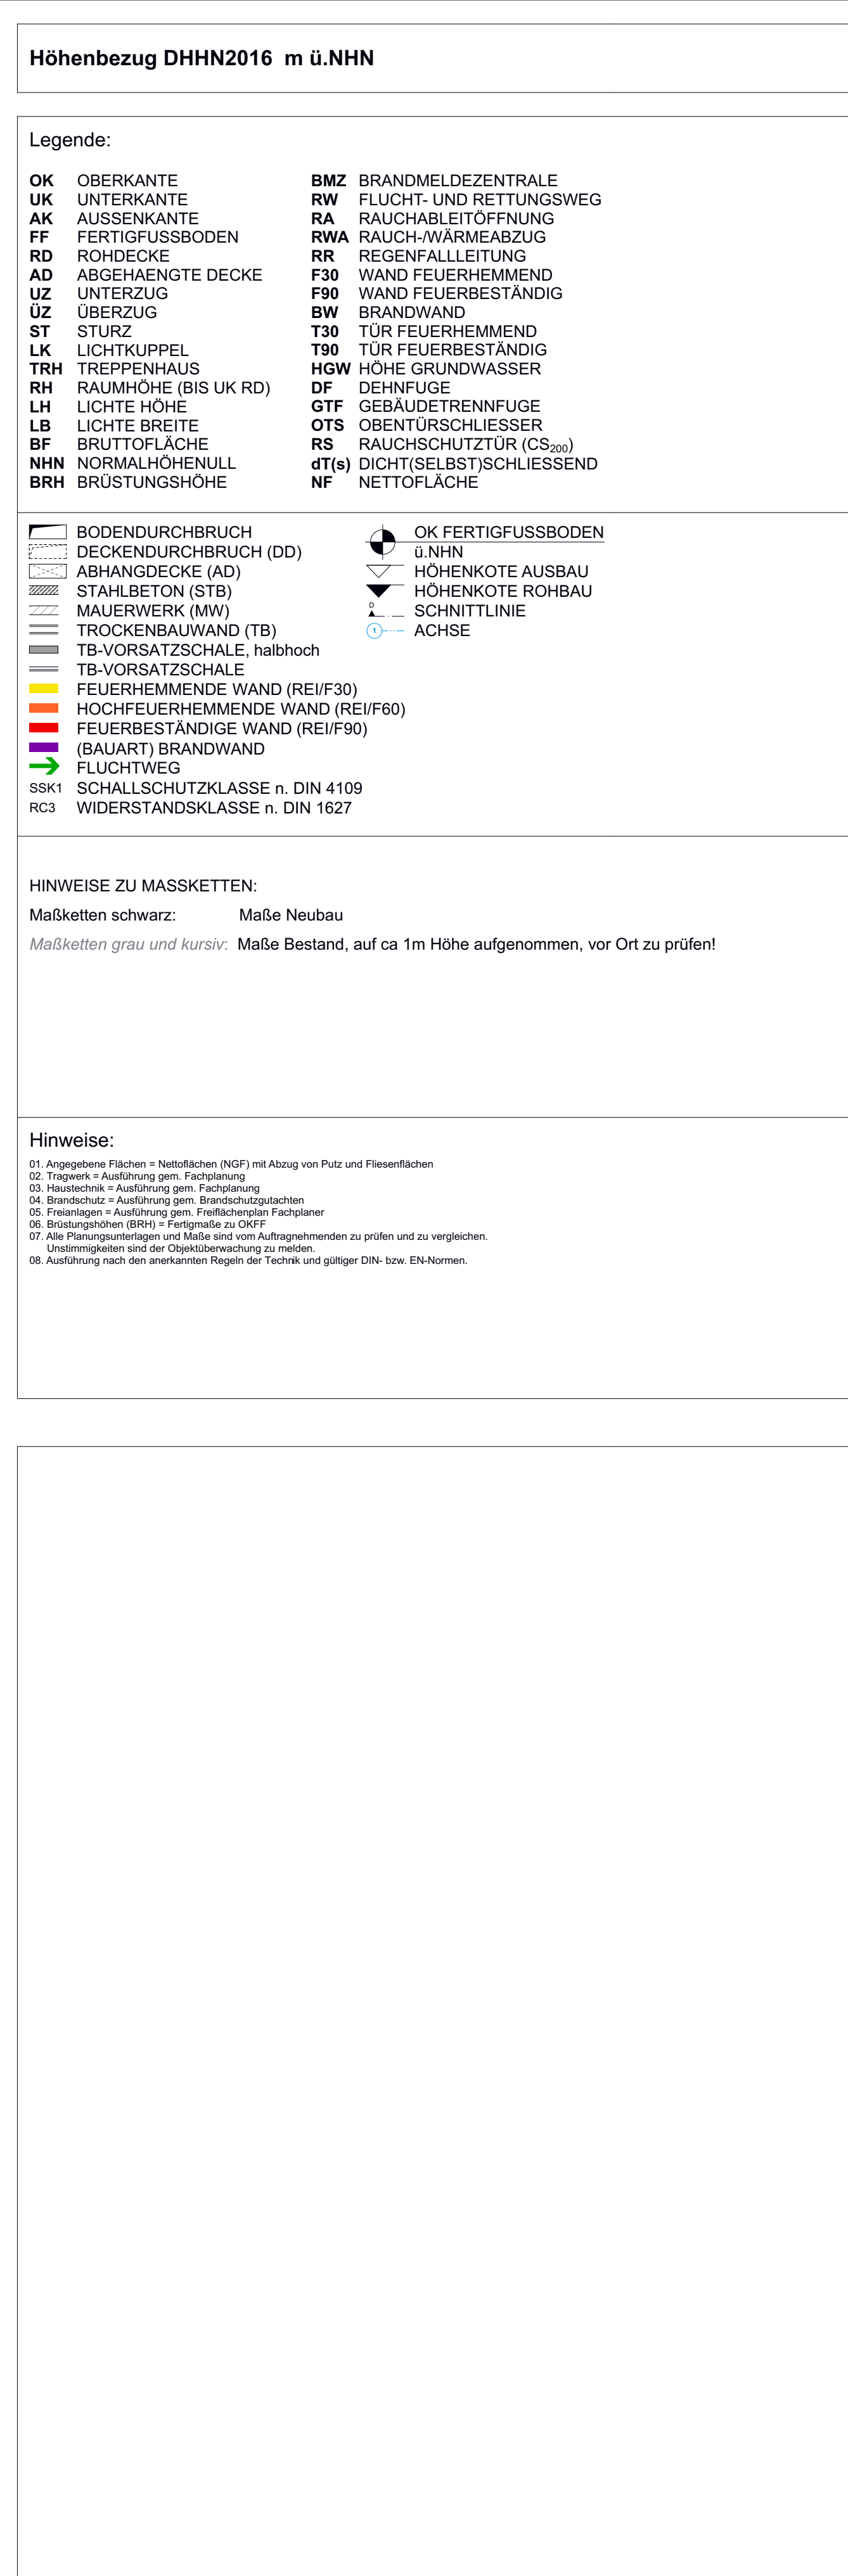 Höhenbezug DHHN2016  m ü.NHN
Legende:
OK OBERKANTE
UK UNTERKANTE
AK AUSSENKANTE
FF FERTIGFUSSBODEN
RD ROHDECKE
AD ABGEHAENGTE DECKE
UZ UNTERZUG
ÜZ ÜBERZUG
ST STURZ
LK LICHTKUPPEL
TRH TREPPENHAUS
RH RAUMHÖHE (BIS UK RD)
LH LICHTE HÖHE
LB LICHTE BREITE
BF BRUTTOFLÄCHE
NHN NORMALHÖHENULL
BRH BRÜSTUNGSHÖHE
BMZ BRANDMELDEZENTRALE
RW FLUCHT- UND RETTUNGSWEG
RA RAUCHABLEITÖFFNUNG
RWA RAUCH-/WÄRMEABZUG
RR REGENFALLLEITUNG
F30 WAND FEUERHEMMEND
F90 WAND FEUERBESTÄNDIG
BW BRANDWAND
T30 TÜR FEUERHEMMEND
T90 TÜR FEUERBESTÄNDIG
HGW HÖHE GRUNDWASSER
DF DEHNFUGE
GTF GEBÄUDETRENNFUGE
OTS OBENTÜRSCHLIESSER
RS RAUCHSCHUTZTÜR (CS200)
dT(s) DICHT(SELBST)SCHLIESSEND
NF NETTOFLÄCHE
BODENDURCHBRUCH
DECKENDURCHBRUCH (DD)
ABHANGDECKE (AD)
STAHLBETON (STB)
MAUERWERK (MW)
TROCKENBAUWAND (TB)
TB-VORSATZSCHALE, halbhoch
TB-VORSATZSCHALE
FEUERHEMMENDE WAND (REI/F30)
HOCHFEUERHEMMENDE WAND (REI/F60)
FEUERBESTÄNDIGE WAND (REI/F90)
(BAUART) BRANDWAND
FLUCHTWEG
SSK1 SCHALLSCHUTZKLASSE n. DIN 4109
RC3 WIDERSTANDSKLASSE n. DIN 1627
OK FERTIGFUSSBODEN
ü.NHN
HÖHENKOTE AUSBAU
HÖHENKOTE ROHBAU
D SCHNITTLINIE
1 ACHSE
HINWEISE ZU MASSKETTEN:
Maßketten schwarz: Maße Neubau
Maßketten grau und kursiv: Maße Bestand, auf ca 1m Höhe aufgenommen, vor Ort zu prüfen!
Hinweise:
01. Angegebene Flächen = Nettoflächen (NGF) mit Abzug von Putz und Fliesenflächen
02. Tragwerk = Ausführung gem. Fachplanung
03. Haustechnik = Ausführung gem. Fachplanung
04. Brandschutz = Ausführung gem. Brandschutzgutachten
05. Freianlagen = Ausführung gem. Freiflächenplan Fachplaner
06. Brüstungshöhen (BRH) = Fertigmaße zu OKFF
07. Alle Planungsunterlagen und Maße sind vom Auftragnehmenden zu prüfen und zu vergleichen.
Unstimmigkeiten sind der Objektüberwachung zu melden.
08. Ausführung nach den anerkannten Regeln der Technik und gültiger DIN- bzw. EN-Normen.